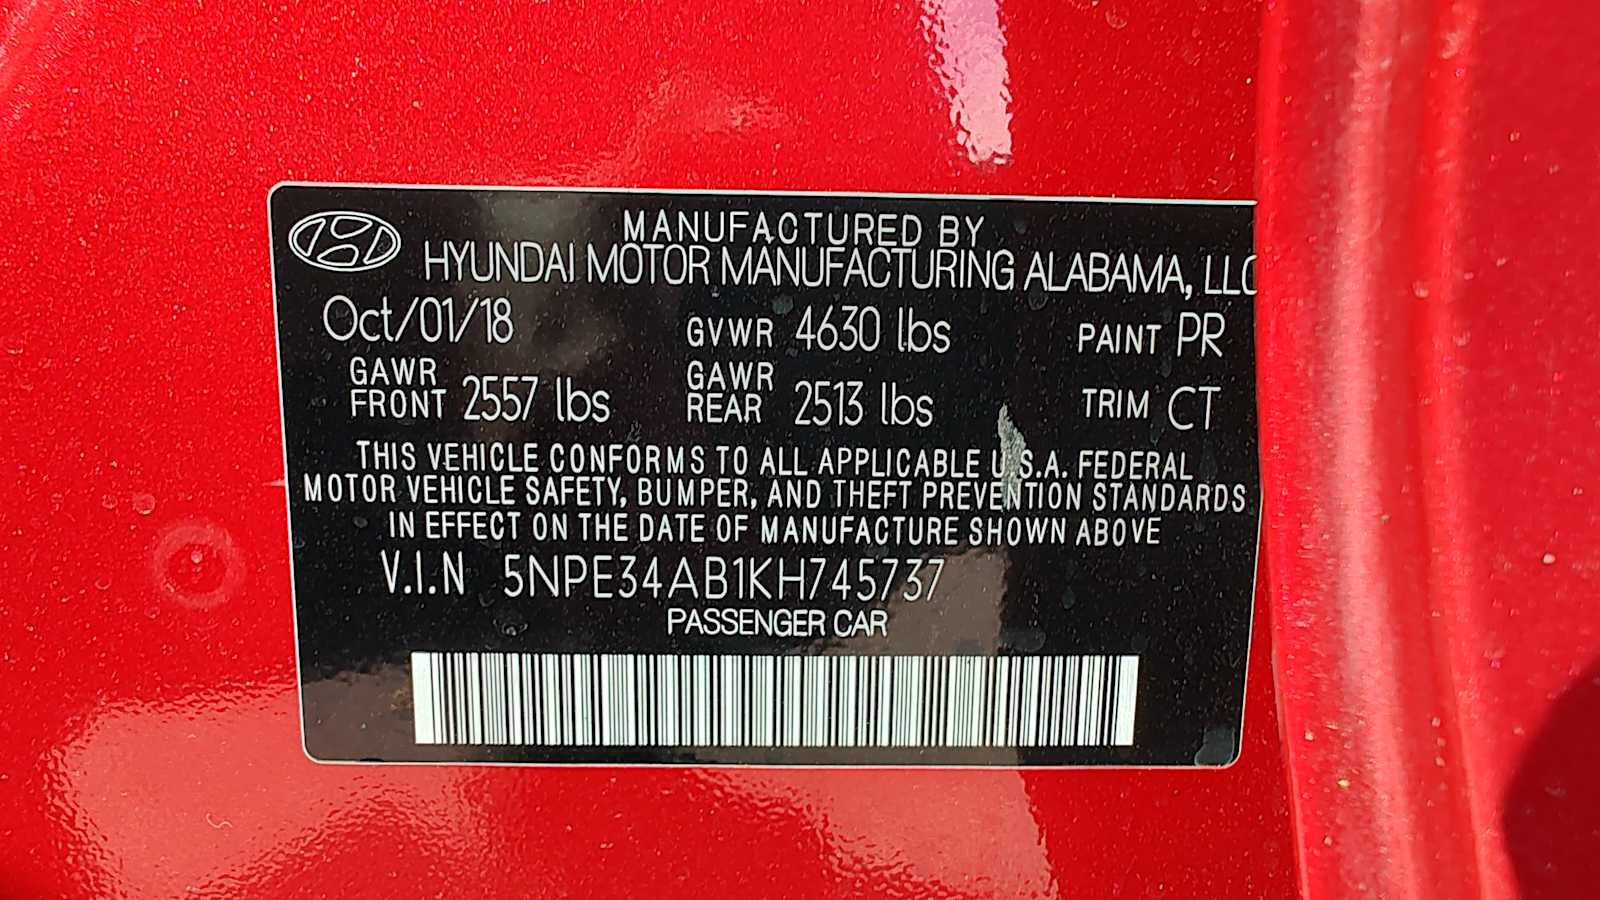 MANUFACTURED BY
HYUNDAI MOTOR MANUFACTURING ALABAMA, LLC
Oct/01/18 GVWR 4630 lbs PAINT PR
GAWR FRONT 2557 lbs GAWR REAR 2513 lbs TRIM CT
THIS VEHICLE CONFORMS TO ALL APPLICABLE U.S.A. FEDERAL
MOTOR VEHICLE SAFETY, BUMPER, AND THEFT PREVENTION STANDARDS
IN EFFECT ON THE DATE OF MANUFACTURE SHOWN ABOVE
V.I.N 5NPE34AB1KH745737
PASSENGER CAR